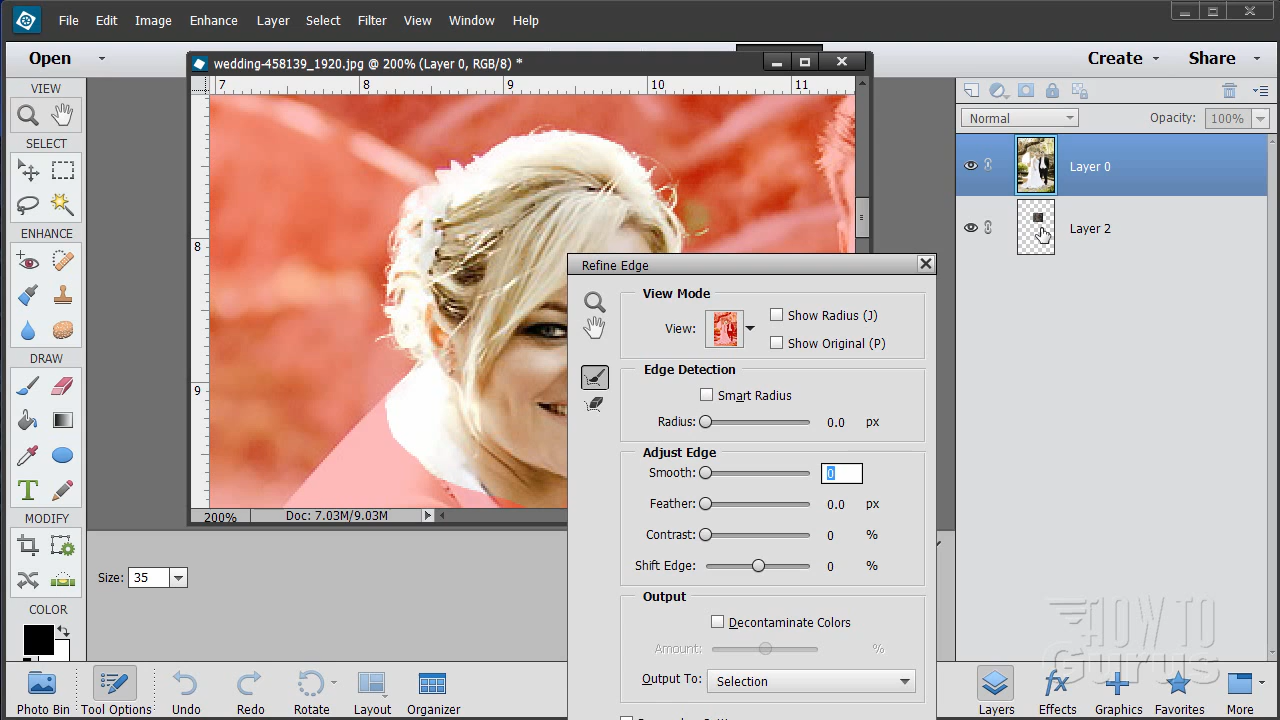 File Edit Image Enhance Layer Select Filter View Window Help
Open
Create
Share
wedding-458139_1920.jpg @ 200% (Layer 0, RGB/8) *
7 8 9 10 11
8
9
200% Doc: 7.03M/9.03M
VIEW
SELECT
ENHANCE
DRAW
T
MODIFY
COLOR
Size: 35
Refine Edge
View Mode
View:
Show Radius (J)
Show Original (P)
Edge Detection
Smart Radius
Radius: 0.0 px
Adjust Edge
Smooth: 0
Feather: 0.0 px
Contrast: 0 %
Shift Edge: 0 %
Output
Decontaminate Colors
Amount: %
Output To: Selection
Normal
Opacity: 100%
Layer 0
Layer 2
HOW TO
Gurus
Photo Bin
Tool Options
Undo
Redo
Rotate
Layout
Organizer
Layers
fx
Effects
Graphics
Favorites
More